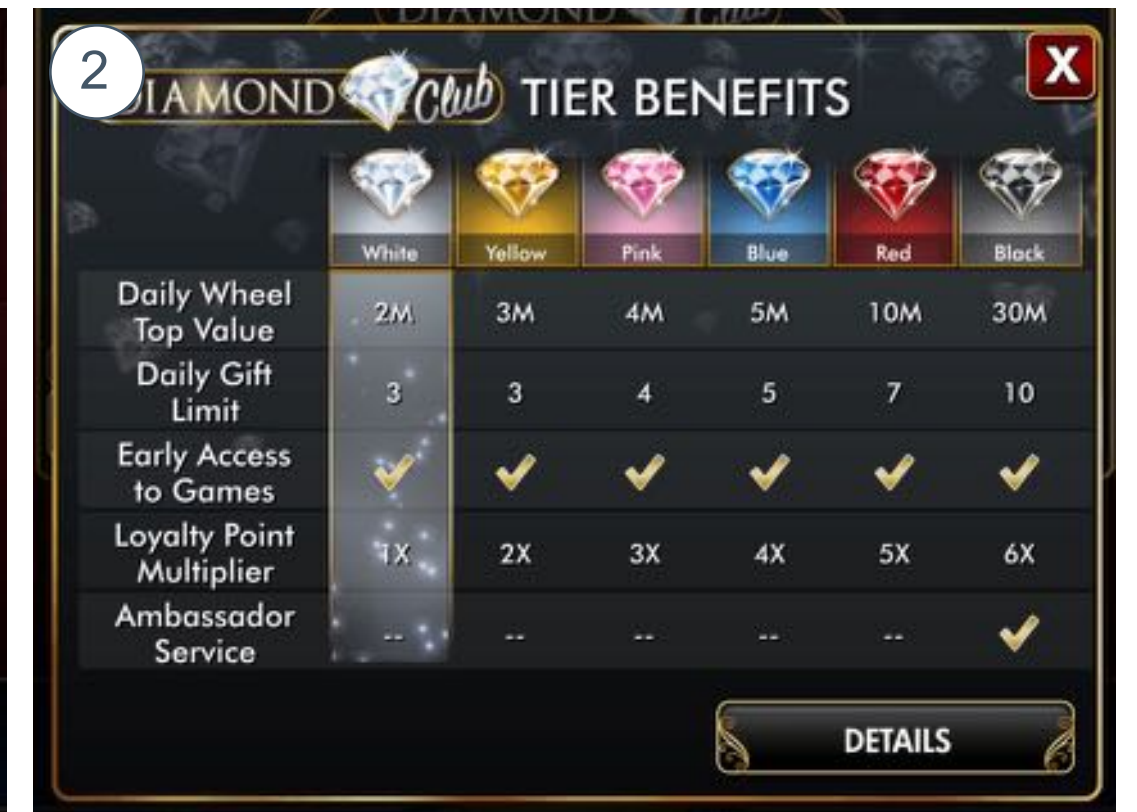 DIAMOND Club
2
DIAMOND Club TIER BENEFITS
X
White Yellow Pink Blue Red Black
Daily Wheel
Top Value
2M 3M 4M 5M 10M 30M
Daily Gift
Limit
3 3 4 5 7 10
Early Access
to Games
Loyalty Point
Multiplier
1X 2X 3X 4X 5X 6X
Ambassador
Service
-- -- -- -- --
DETAILS